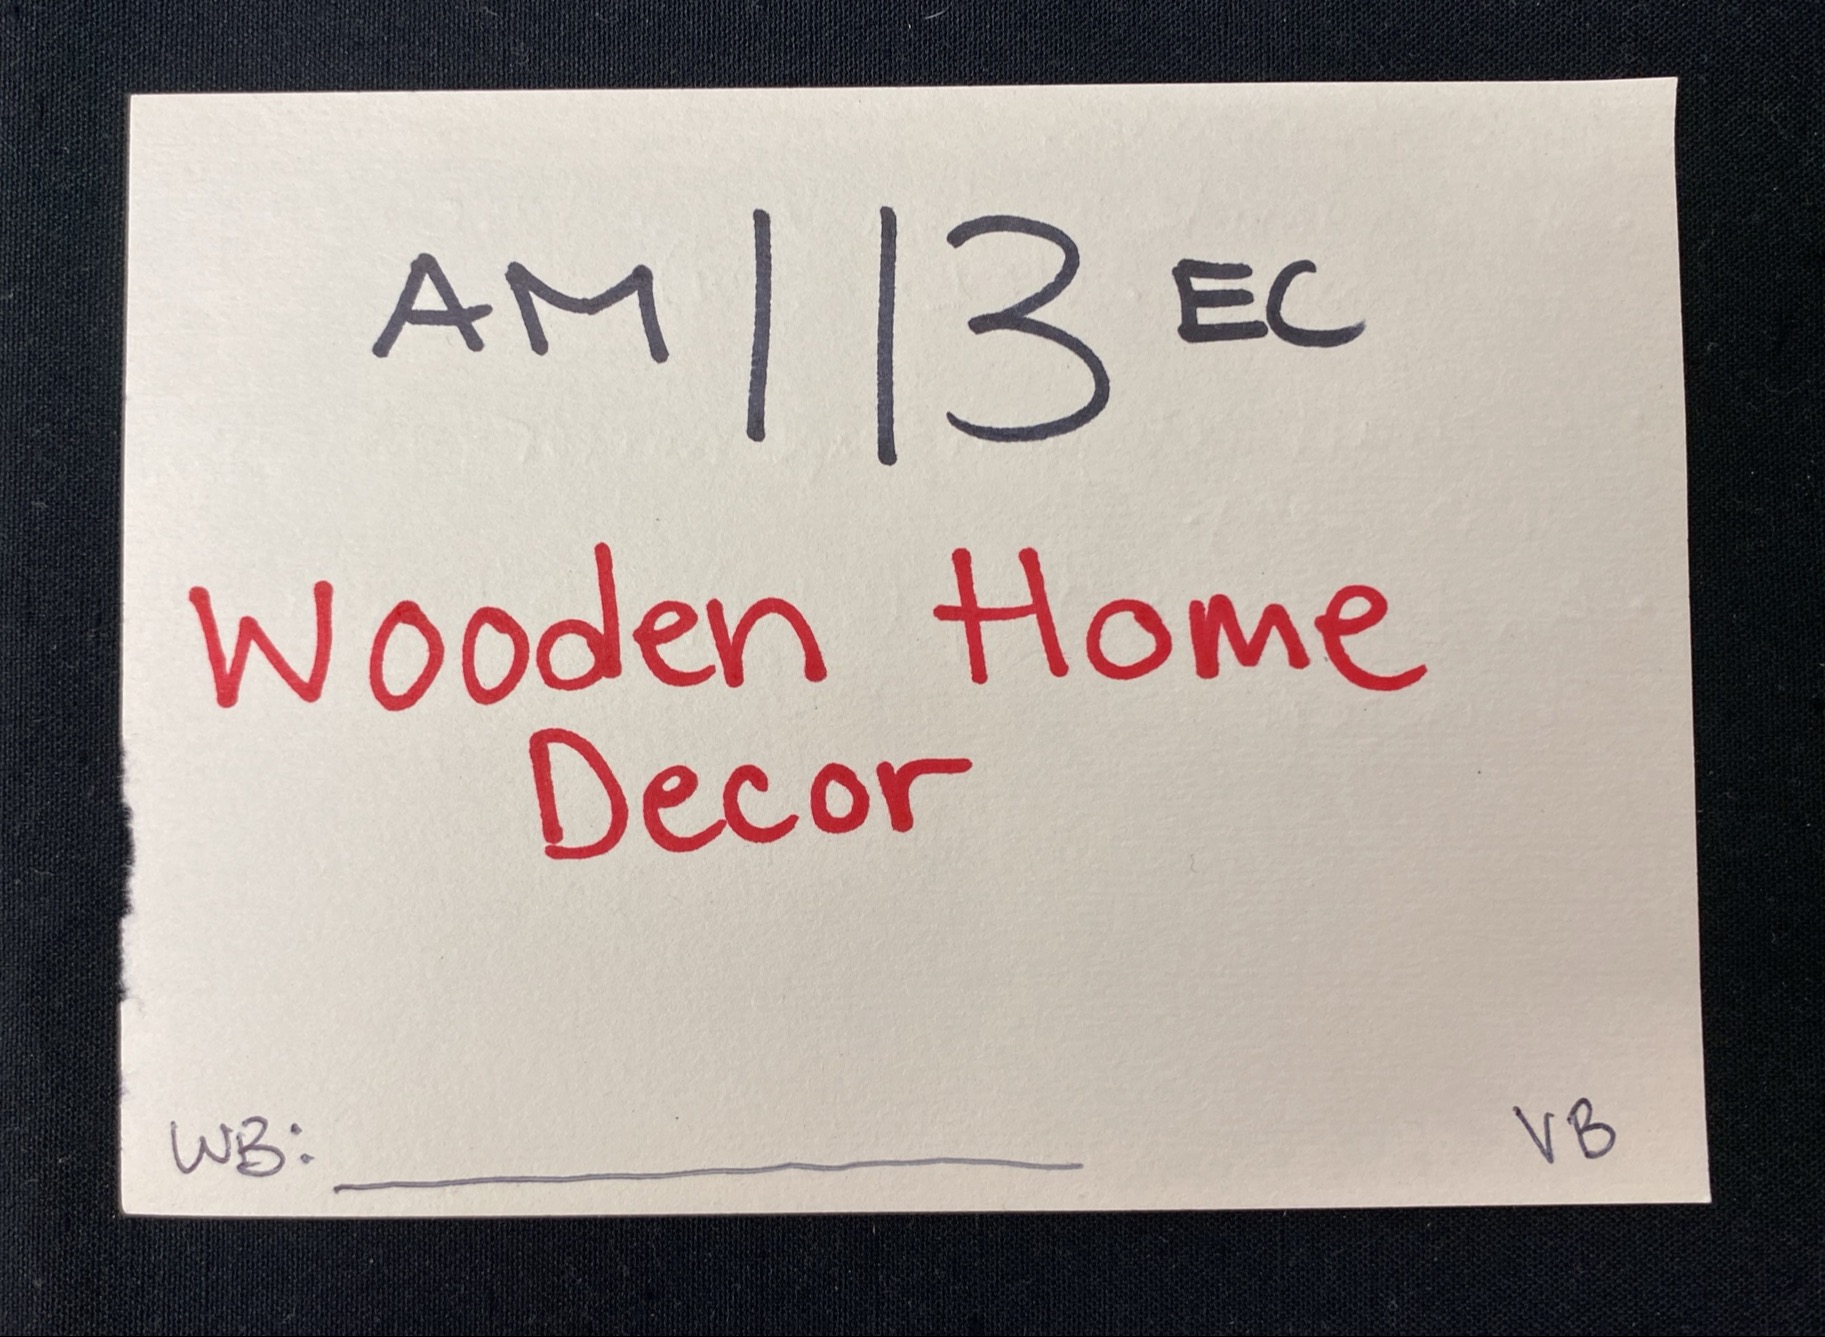 AM 113 EC
Wooden Home
Decor
WB: VB